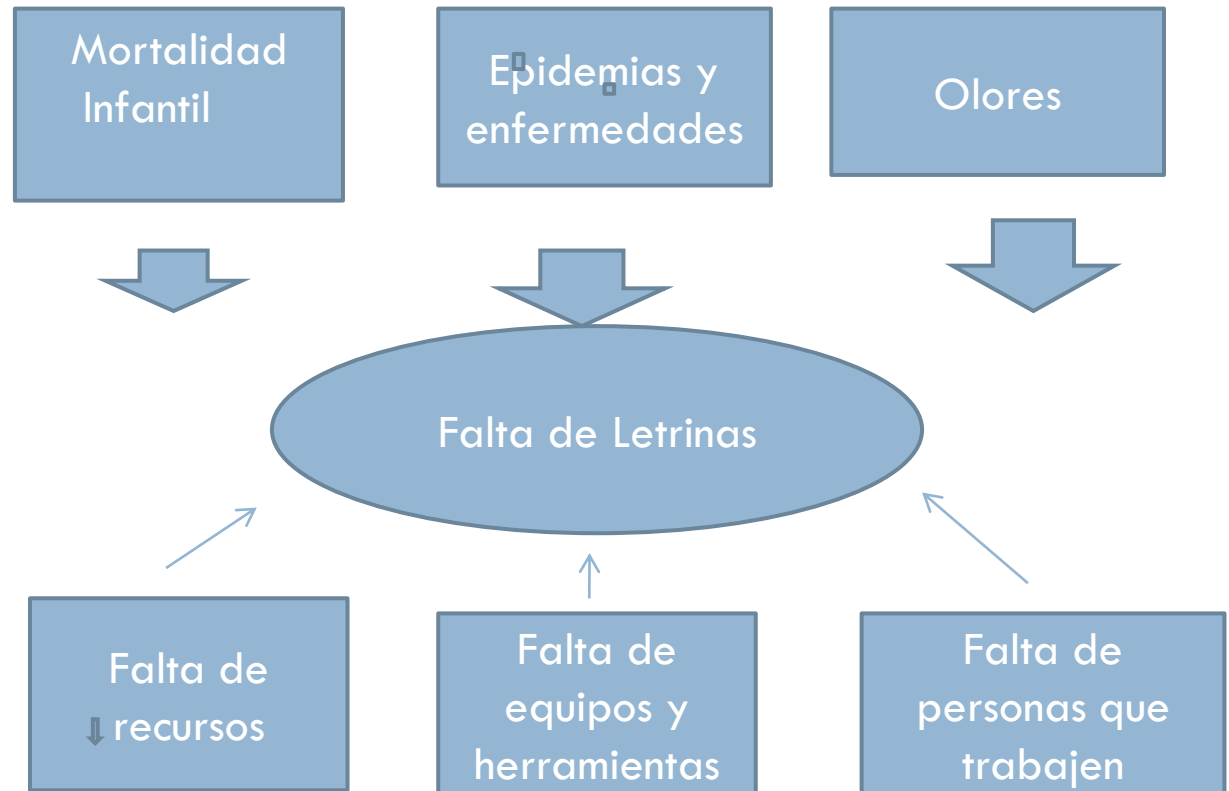 Mortalidad
Infantil
Epidemias y
enfermedades
Olores
Falta de Letrinas
Falta de
recursos
Falta de
equipos y
herramientas
Falta de
personas que
trabajen